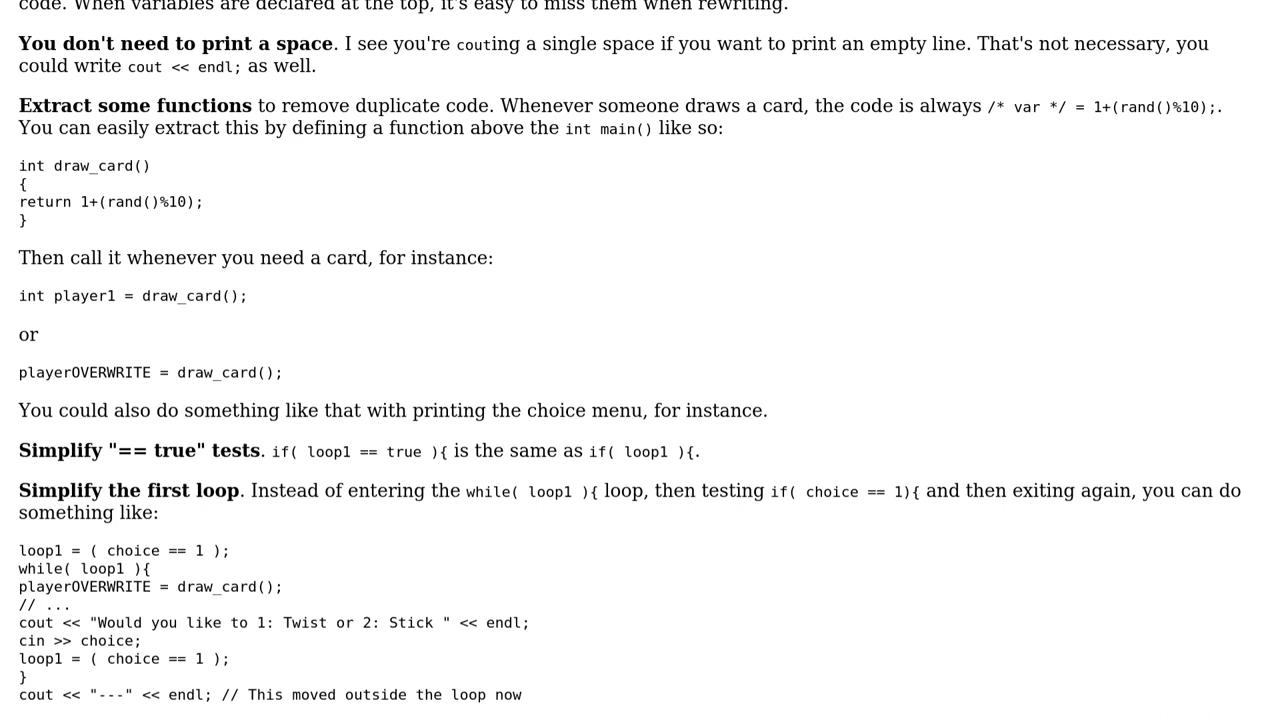 code. When variables are declared at the top, it's easy to miss them when rewriting.
You don't need to print a space. I see you're couting a single space if you want to print an empty line. That's not necessary, you
could write cout << endl; as well.
Extract some functions to remove duplicate code. Whenever someone draws a card, the code is always /* var */ = 1+(rand()%10);.
You can easily extract this by defining a function above the int main() like so:
int draw_card()
{
return 1+(rand()%10);
}
Then call it whenever you need a card, for instance:
int player1 = draw_card();
or
playerOVERWRITE = draw_card();
You could also do something like that with printing the choice menu, for instance.
Simplify "== true" tests. if( loop1 == true ){ is the same as if( loop1 ){.
Simplify the first loop. Instead of entering the while( loop1 ){ loop, then testing if( choice == 1){ and then exiting again, you can do
something like:
loop1 = ( choice == 1 );
while( loop1 ){
playerOVERWRITE = draw_card();
// ...
cout << "Would you like to 1: Twist or 2: Stick " << endl;
cin >> choice;
loop1 = ( choice == 1 );
}
cout << "---" << endl; // This moved outside the loop now